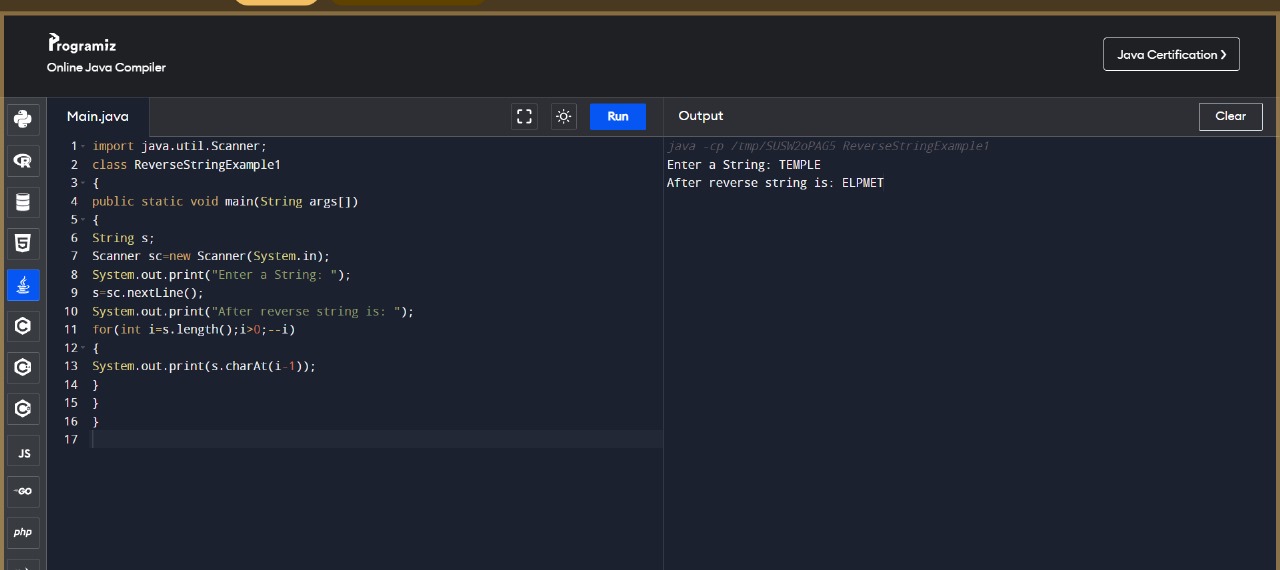 Programiz
Online Java Compiler
Java Certification >
Main.java
Run
Output
Clear
1 import java.util.Scanner;
2 class ReverseStringExample1
3 {
4 public static void main(String args[])
5 {
6 String s;
7 Scanner sc=new Scanner(System.in);
8 System.out.print("Enter a String: ");
9 s=sc.nextLine();
10 System.out.print("After reverse string is: ");
11 for(int i=s.length();i>0;--i)
12 {
13 System.out.print(s.charAt(i-1));
14 }
15 }
16 }
17
java -cp /tmp/SUSW2oPAG5 ReverseStringExample1
Enter a String: TEMPLE
After reverse string is: ELPMET
R
5
C
C
C
JS
GO
php